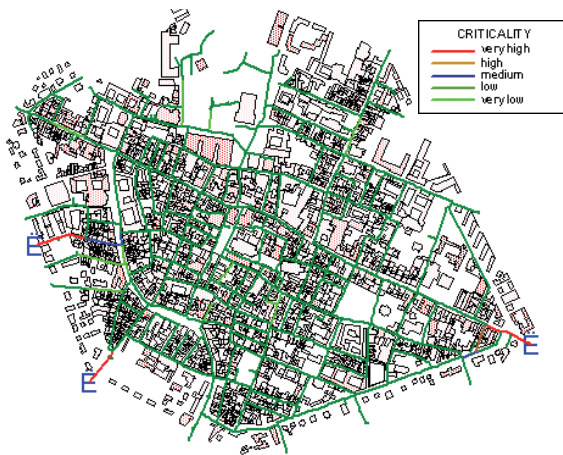 CRITICALITY
very high
high
medium
low
very low
Ë
Ë
E